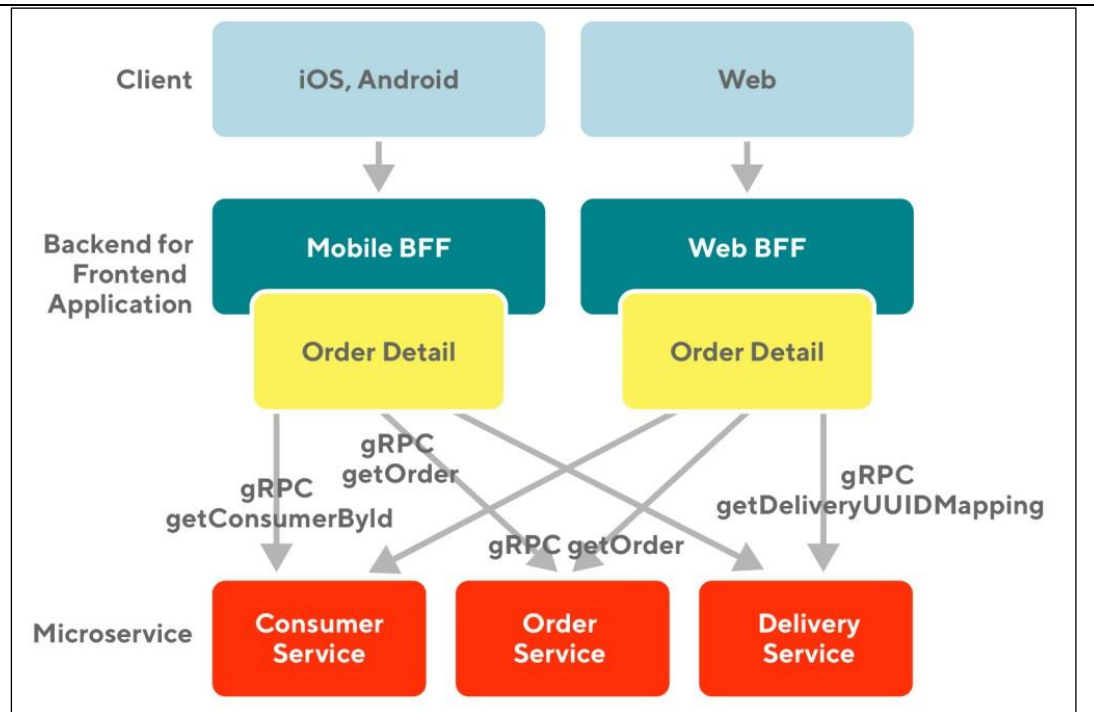 Client
iOS, Android
Web
Backend for
Frontend
Application
Mobile BFF
Web BFF
Order Detail
Order Detail
gRPC
getConsumerById
gRPC
getOrder
gRPC getOrder
gRPC
getDeliveryUUIDMapping
Microservice
Consumer
Service
Order
Service
Delivery
Service